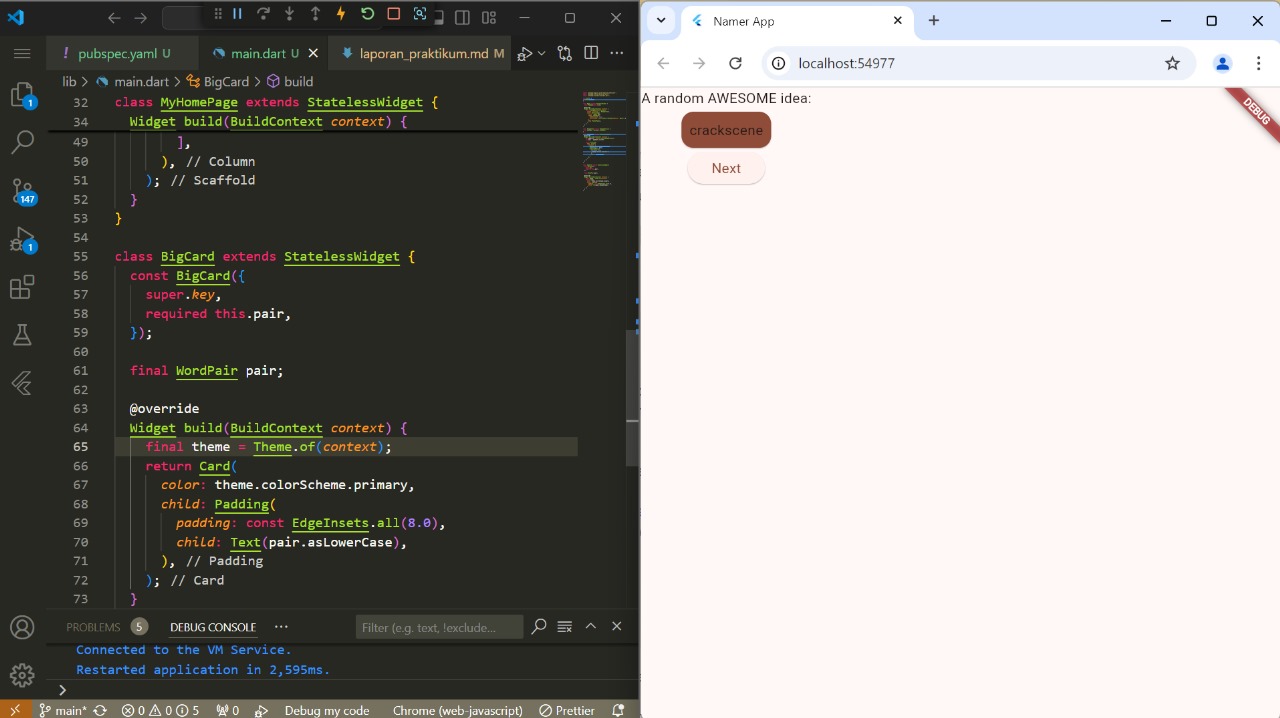 pubspec.yaml U
main.dart U
laporan_praktikum.md M
lib > main.dart > BigCard > build
32 class MyHomePage extends StatelessWidget {
34 Widget build(BuildContext context) {
49 ],
50 ), // Column
51 ); // Scaffold
52 }
53 }
54
55 class BigCard extends StatelessWidget {
56 const BigCard({
57 super.key,
58 required this.pair,
59 });
60
61 final WordPair pair;
62
63 @override
64 Widget build(BuildContext context) {
65 final theme = Theme.of(context);
66 return Card(
67 color: theme.colorScheme.primary,
68 child: Padding(
69 padding: const EdgeInsets.all(8.0),
70 child: Text(pair.asLowerCase),
71 ), // Padding
72 ); // Card
73 }
1
147
1
PROBLEMS 5 DEBUG CONSOLE ... Filter (e.g. text, !exclude...
Connected to the VM Service.
Restarted application in 2,595ms.
>
main* 0 0 5 0 Debug my code Chrome (web-javascript) Prettier
Namer App
localhost:54977
A random AWESOME idea:
crackscene
Next
DEBUG